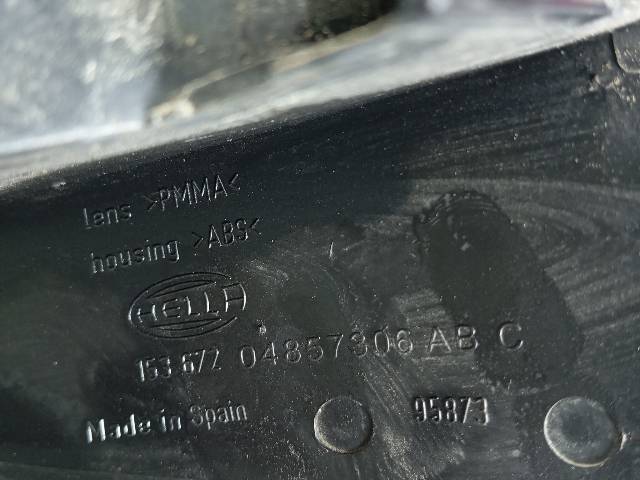 lens >PMMA<
housing >ABS<
HELLA
153 672 04857306 AB C
Made in Spain 95873